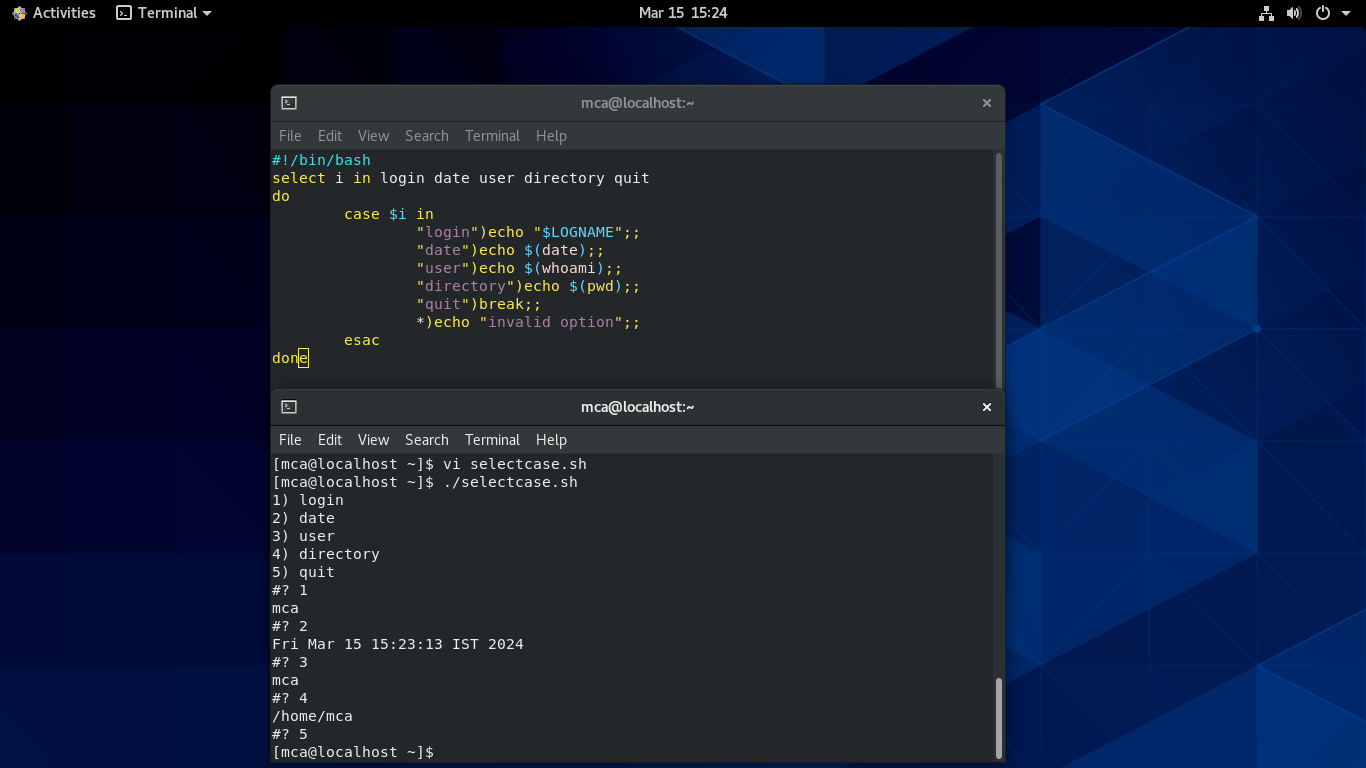 Activities Terminal Mar 15 15:24
mca@localhost:~ ×
File Edit View Search Terminal Help
#!/bin/bash
select i in login date user directory quit
do
        case $i in
                "login")echo "$LOGNAME";;
                "date")echo $(date);;
                "user")echo $(whoami);;
                "directory")echo $(pwd);;
                "quit")break;;
                *)echo "invalid option";;
        esac
done
mca@localhost:~ ×
File Edit View Search Terminal Help
[mca@localhost ~]$ vi selectcase.sh
[mca@localhost ~]$ ./selectcase.sh
1) login
2) date
3) user
4) directory
5) quit
#? 1
mca
#? 2
Fri Mar 15 15:23:13 IST 2024
#? 3
mca
#? 4
/home/mca
#? 5
[mca@localhost ~]$